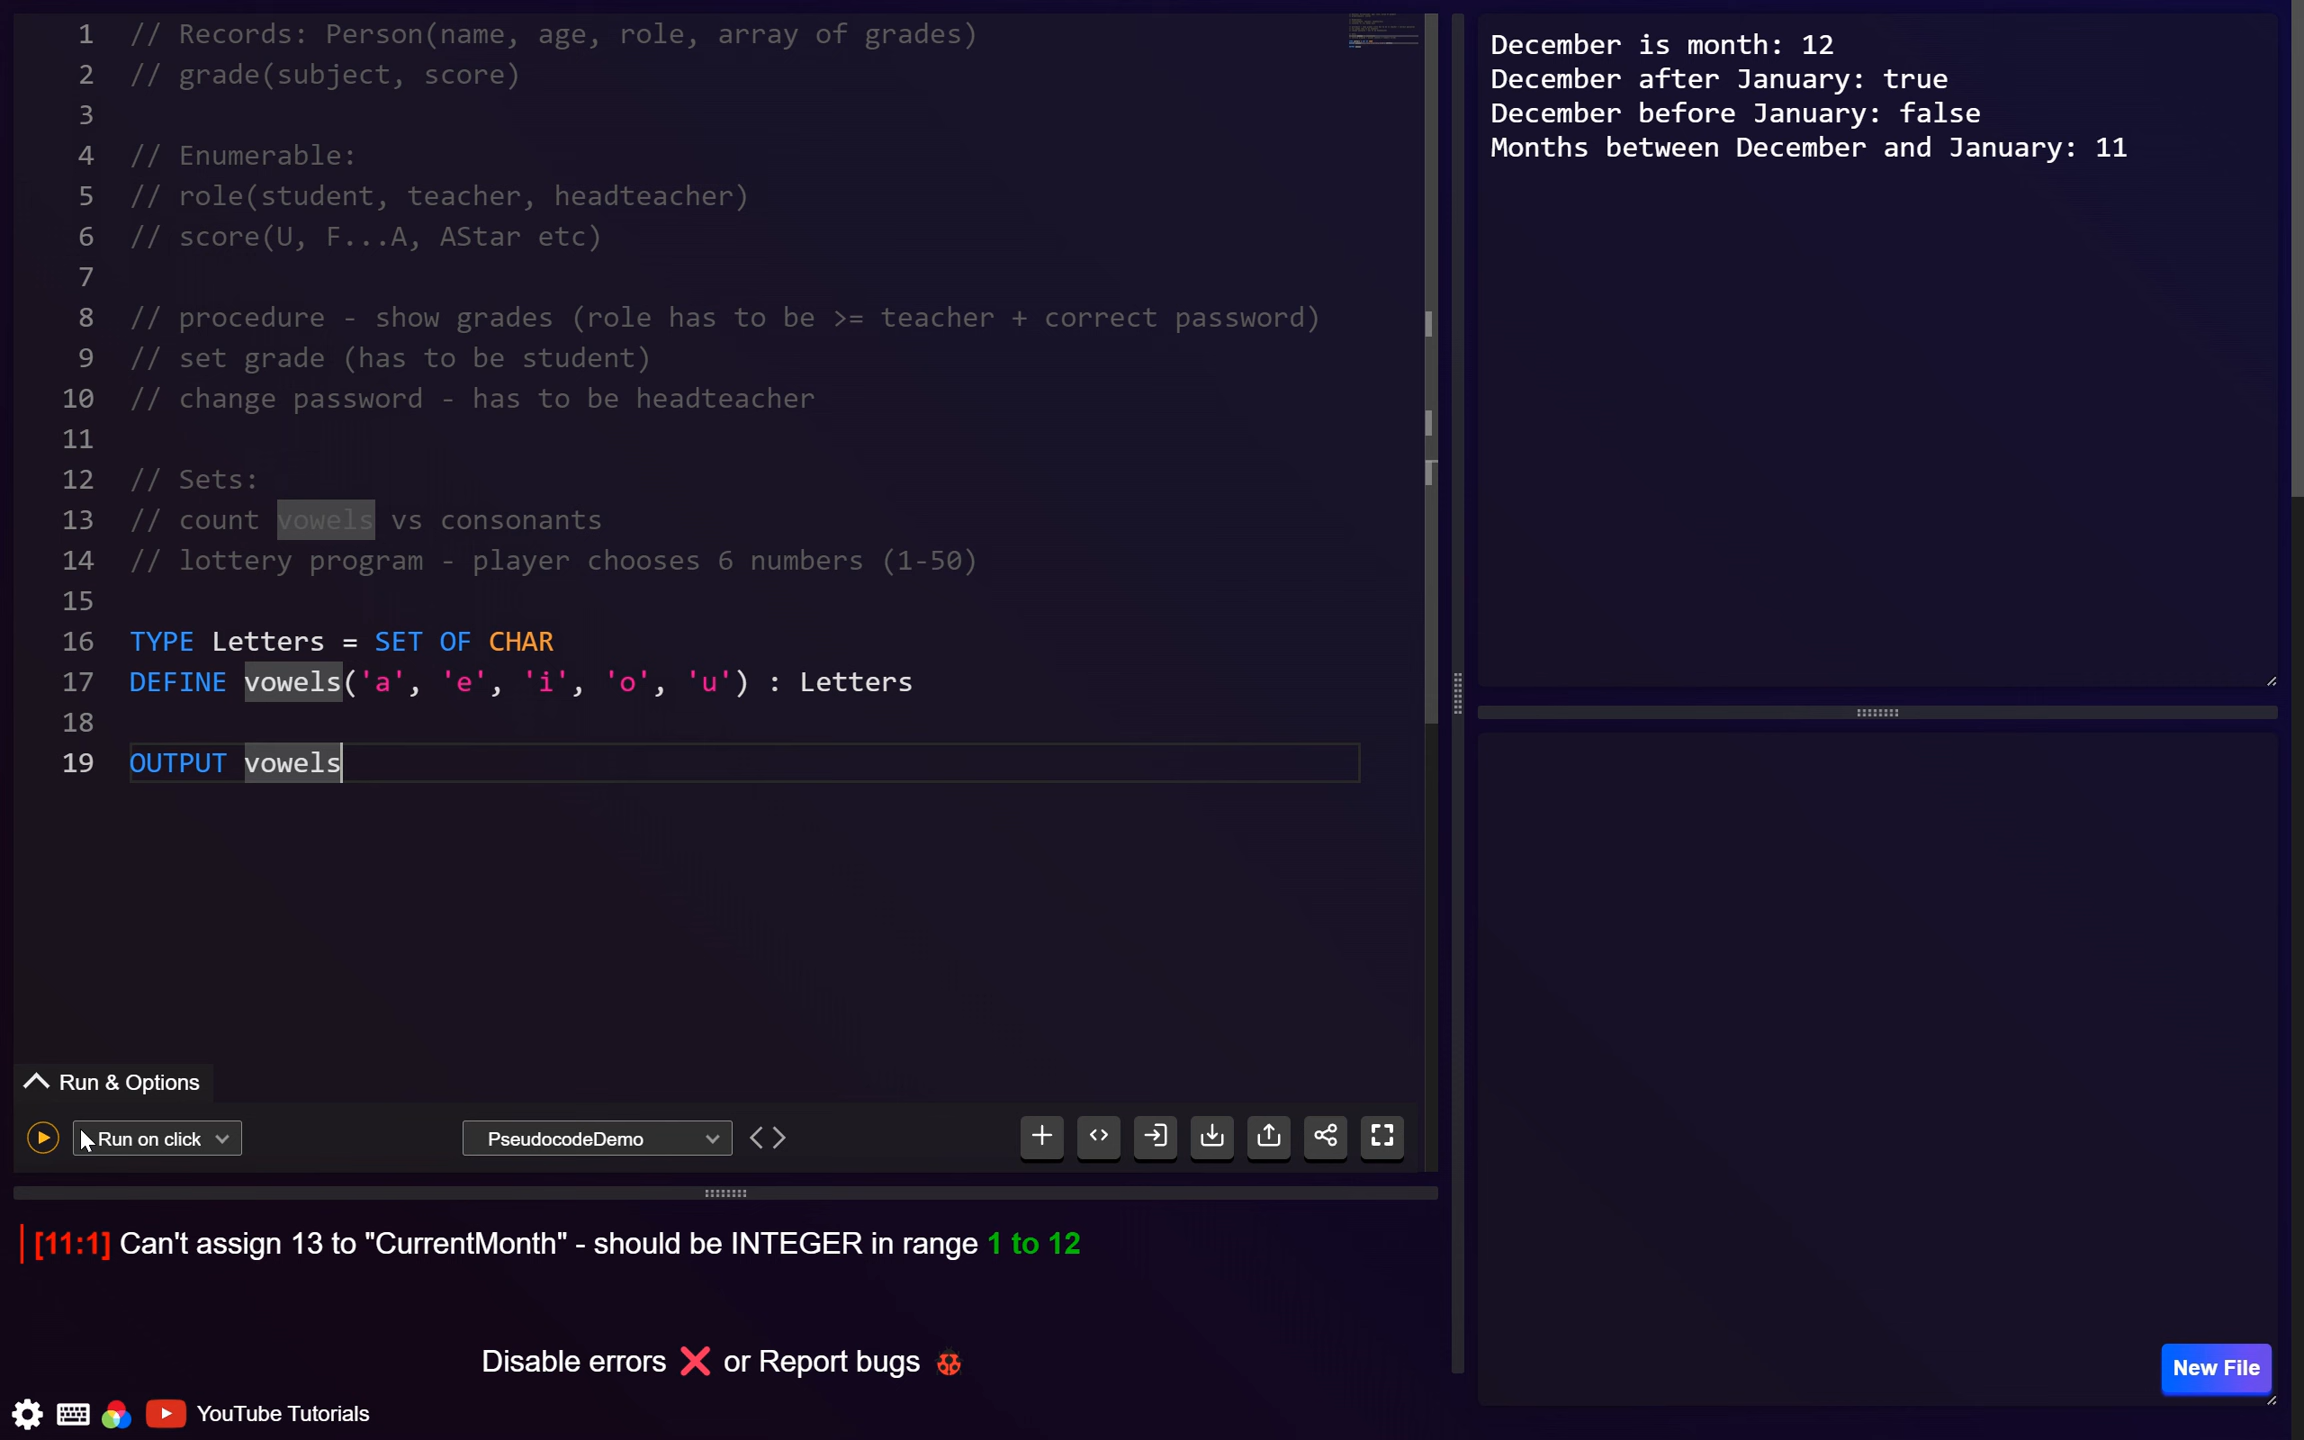 1 // Records: Person(name, age, role, array of grades)
2 // grade(subject, score)
3
4 // Enumerable:
5 // role(student, teacher, headteacher)
6 // score(U, F...A, AStar etc)
7
8 // procedure - show grades (role has to be >= teacher + correct password)
9 // set grade (has to be student)
10 // change password - has to be headteacher
11
12 // Sets:
13 // count vowels vs consonants
14 // lottery program - player chooses 6 numbers (1-50)
15
16 TYPE Letters = SET OF CHAR
17 DEFINE vowels('a', 'e', 'i', 'o', 'u') : Letters
18
19 OUTPUT vowels
Run & Options
Run on click
PseudocodeDemo
[11:1] Can't assign 13 to "CurrentMonth" - should be INTEGER in range 1 to 12
Disable errors ❌ or Report bugs 🐞
YouTube Tutorials
December is month: 12
December after January: true
December before January: false
Months between December and January: 11
New File